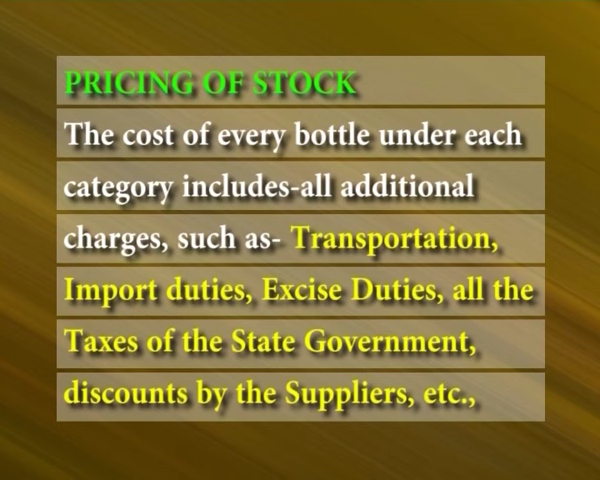 PRICING OF STOCK
The cost of every bottle under each
category includes-all additional
charges, such as- Transportation,
Import duties, Excise Duties, all the
Taxes of the State Government,
discounts by the Suppliers, etc.,